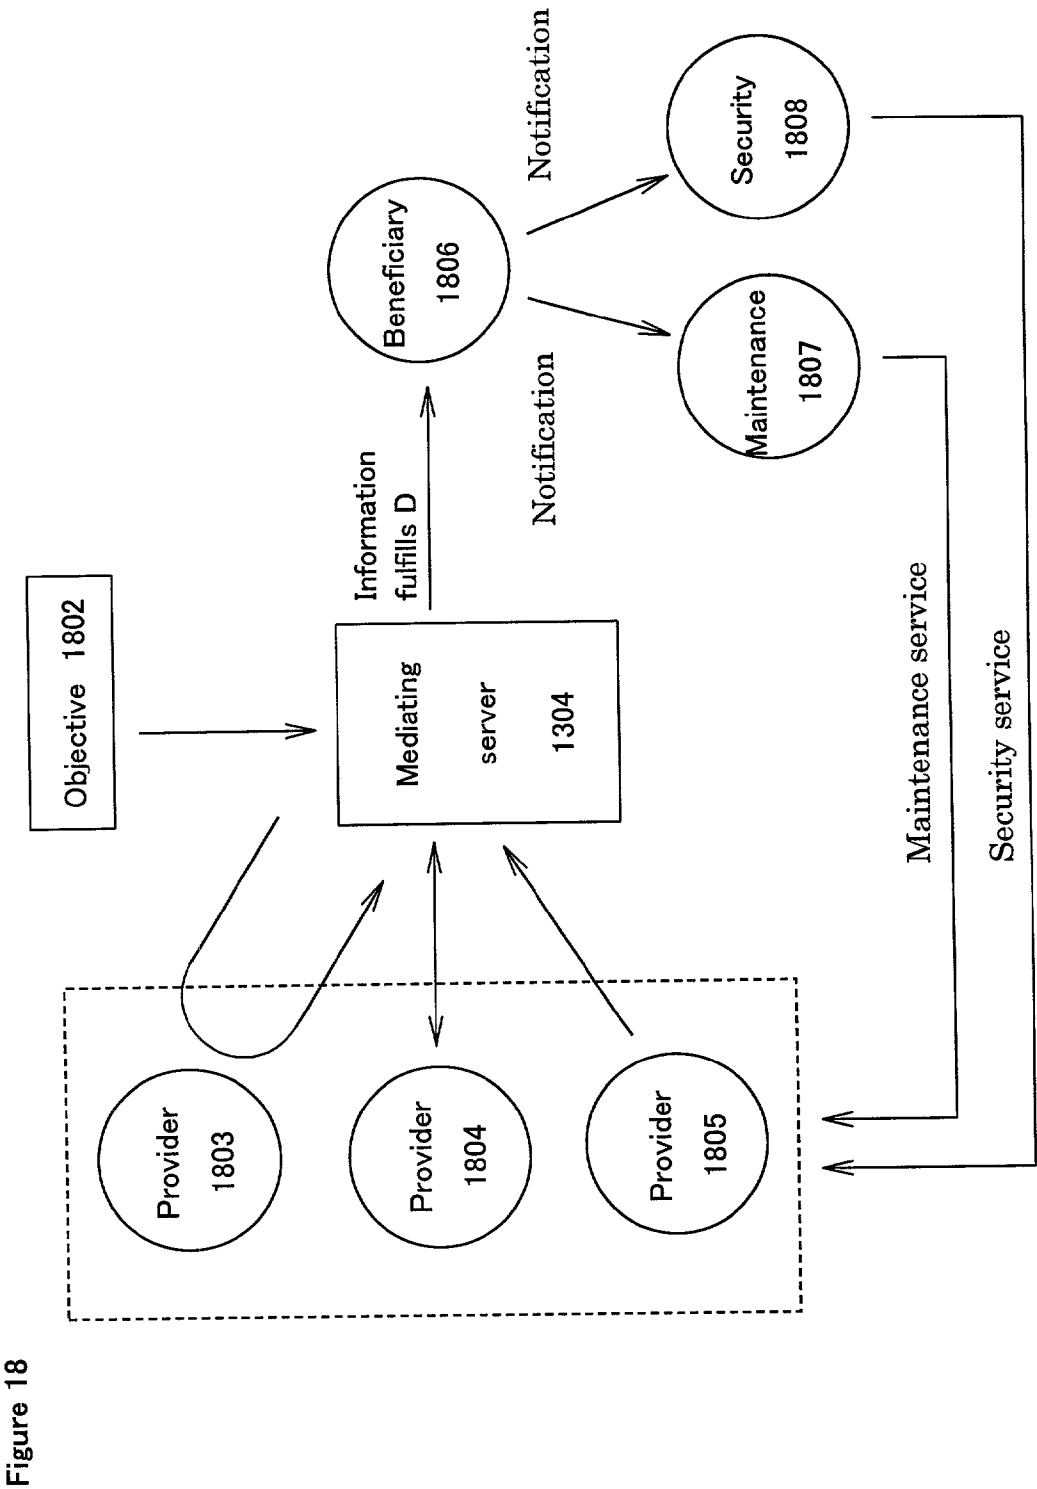 Figure 18
Objective 1802
Provider
1803
Provider
1804
Provider
1805
Mediating
server
1304
Information
fulfills D
Beneficiary
1806
Notification
Notification
Maintenance
1807
Security
1808
Maintenance service
Security service